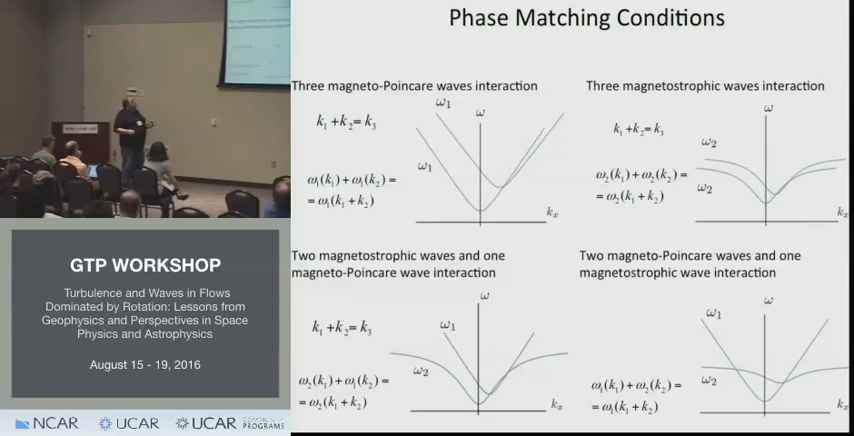 Phase Matching Conditions
Three magneto-Poincare waves interaction
k₁+k₂=k₃
ω₁(k₁)+ω₁(k₂)=
=ω₁(k₁+k₂)
ω₁
ω
ω₁
kₓ
Three magnetostrophic waves interaction
k₁+k₂=k₃
ω₂(k₁)+ω₂(k₂)=
=ω₂(k₁+k₂)
ω
ω₂
ω₂
kₓ
Two magnetostrophic waves and one
magneto-Poincare wave interaction
k₁+k₂=k₃
ω₂(k₁)+ω₁(k₂)=
=ω₂(k₁+k₂)
ω
ω₁
ω₂
kₓ
Two magneto-Poincare waves and one
magnetostrophic wave interaction
ω₁(k₁)+ω₂(k₂)=
=ω₁(k₁+k₂)
ω
ω₁
ω₂
kₓ
GTP WORKSHOP
Turbulence and Waves in Flows
Dominated by Rotation: Lessons from
Geophysics and Perspectives in Space
Physics and Astrophysics
August 15 - 19, 2016
NCAR
UCAR
UCAR
PROGRAMS